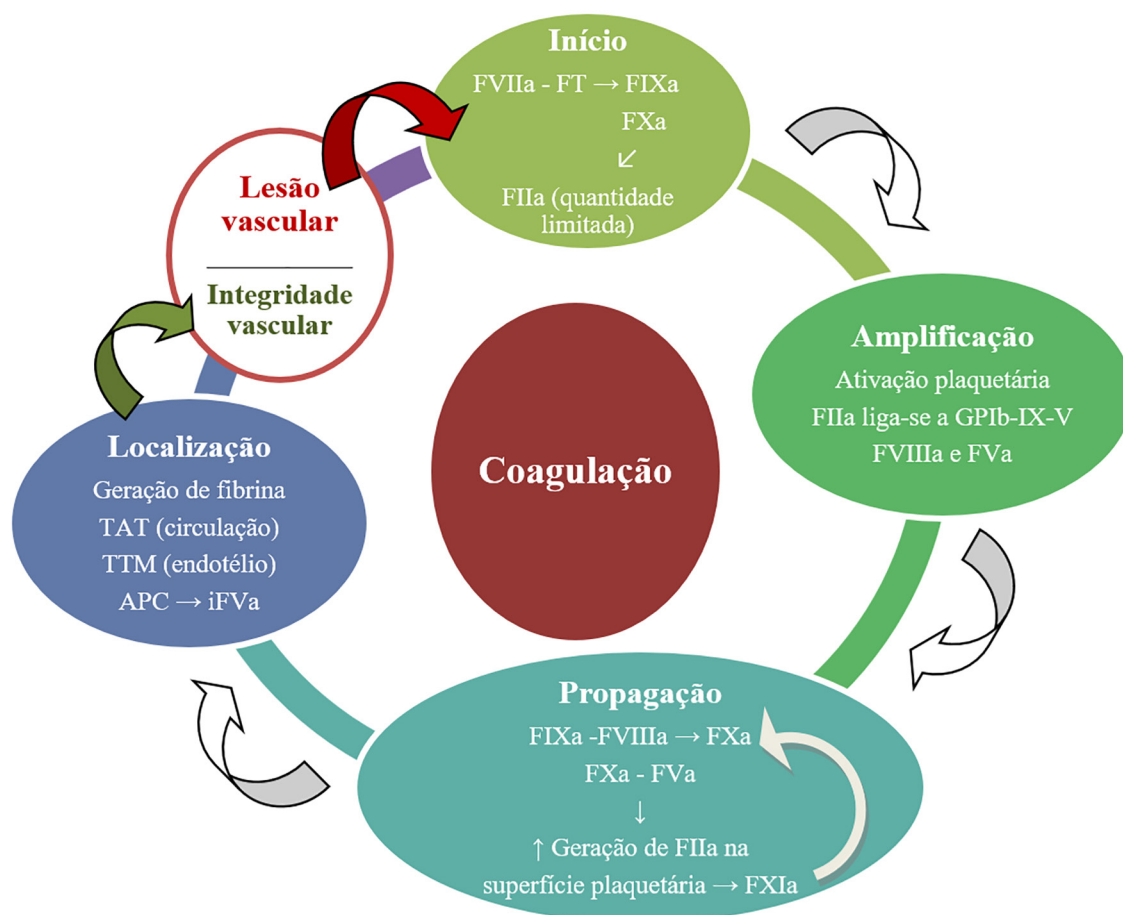 Início
FVIIa - FT → FIXa
FXa
↙
FIIa (quantidade
limitada)
Lesão
vascular
Integridade
vascular
Amplificação
Ativação plaquetária
FIIa liga-se a GPIb-IX-V
FVIIIa e FVa
Coagulação
Localização
Geração de fibrina
TAT (circulação)
TTM (endotélio)
APC → iFVa
Propagação
FIXa -FVIIIa → FXa
FXa - FVa
↓
↑ Geração de FIIa na
superfície plaquetária → FXIa